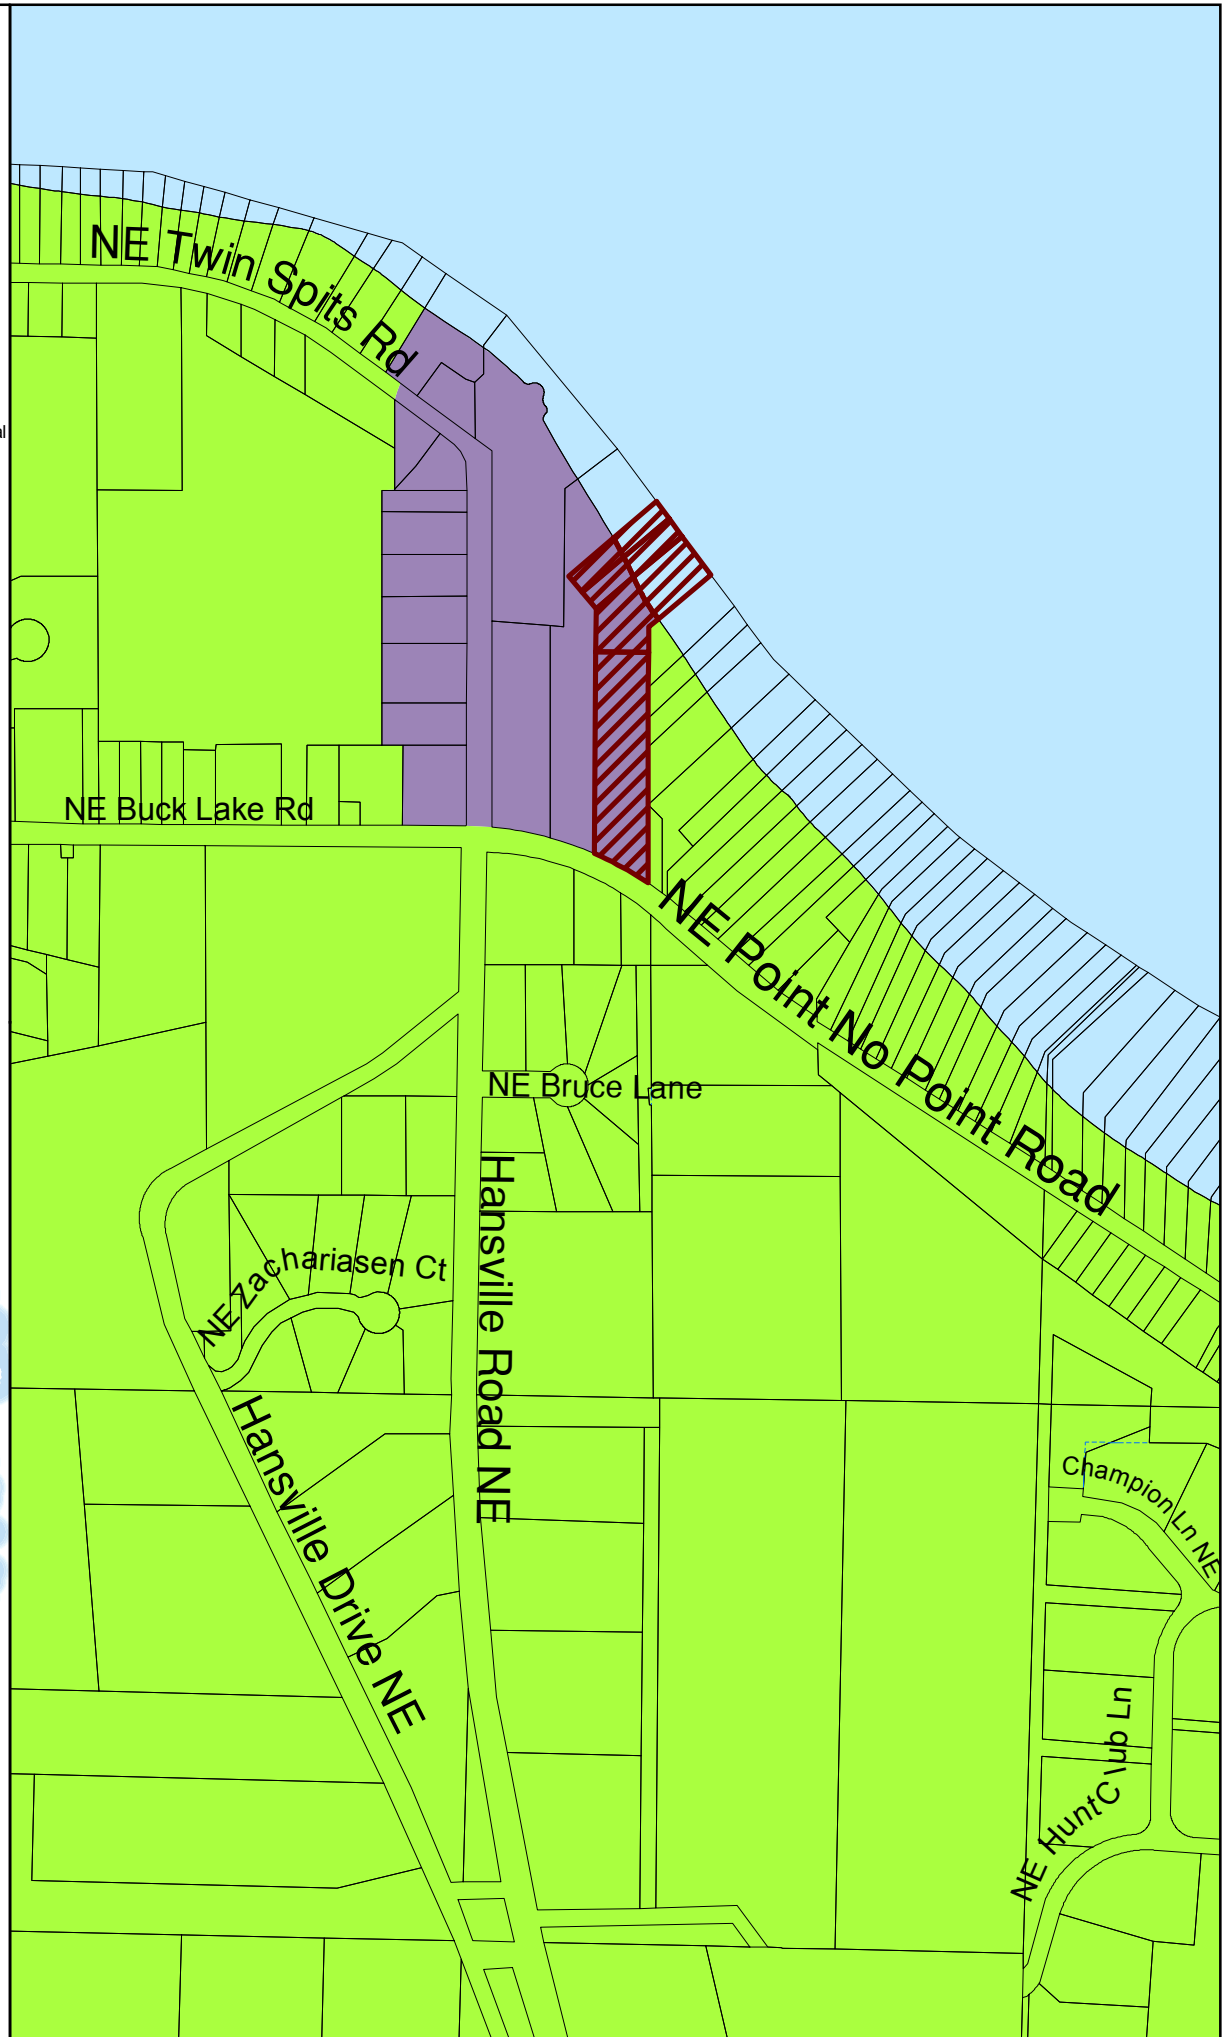 NE Twin Spits Rd
al
NE Buck Lake Rd
NE Point No Point Road
NE Bruce Lane
Hansville Road NE
NE Zachariasen Ct
Hansville Drive NE
Champion Ln NE
NE Hunt Club Ln